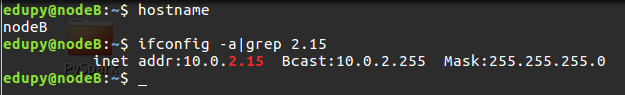 edupy@nodeB:~$ hostname
nodeB
edupy@nodeB:~$ ifconfig -a|grep 2.15
inet addr:10.0.2.15  Bcast:10.0.2.255  Mask:255.255.255.0
edupy@nodeB:~$ _